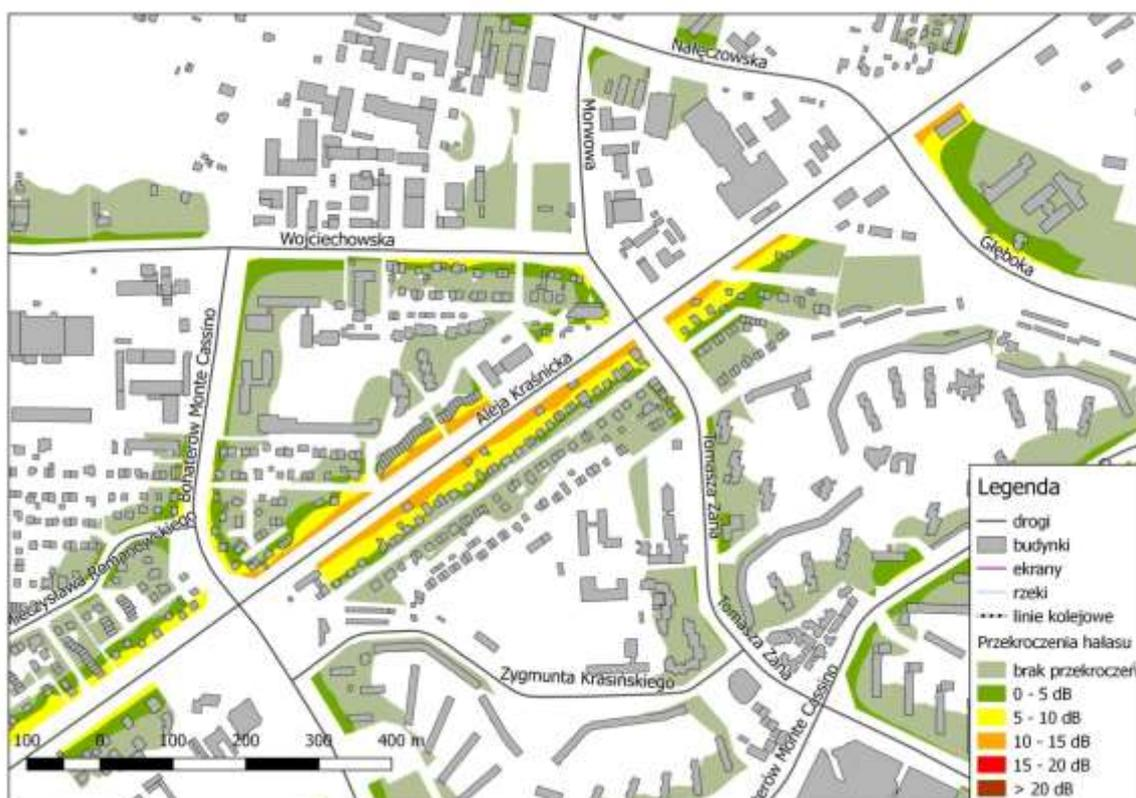 Nałęczowska
Morwowa
Wojciechowska
Głęboka
Bohaterów Monte Cassino
Aleja Kraśnicka
Tomasza Zana
Mieczysława Romanowskiego
Tomasza Zana
Zygmunta Krasińskiego
erów Monte Cassino
100 0 100 200 300 400 m
Legenda
drogi
budynki
ekrany
rzeki
linie kolejowe
Przekroczenia hałasu
brak przekroczeń
0 - 5 dB
5 - 10 dB
10 - 15 dB
15 - 20 dB
> 20 dB